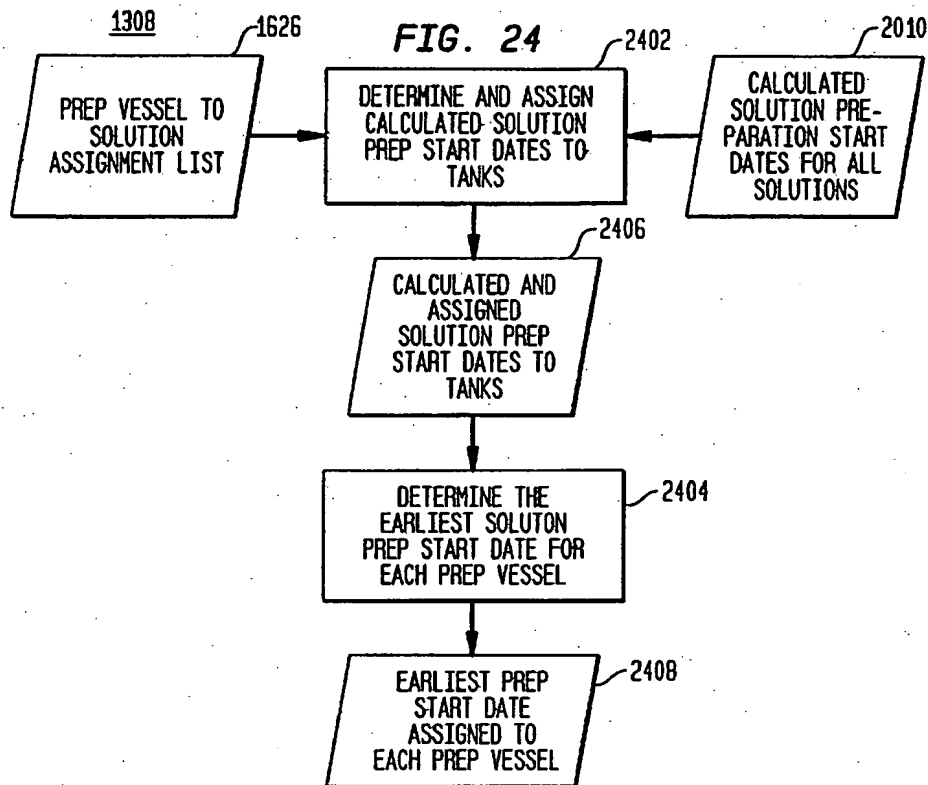 1308
FIG. 24
1626
PREP VESSEL TO
SOLUTION
ASSIGNMENT LIST
2402
DETERMINE AND ASSIGN
CALCULATED SOLUTION
PREP START DATES TO
TANKS
2010
CALCULATED
SOLUTION PRE-
PARATION START
DATES FOR ALL
SOLUTIONS
2406
CALCULATED AND
ASSIGNED
SOLUTION PREP
START DATES TO
TANKS
2404
DETERMINE THE
EARLIEST SOLUTON
PREP START DATE FOR
EACH PREP VESSEL
2408
EARLIEST PREP
START DATE
ASSIGNED TO
EACH PREP VESSEL